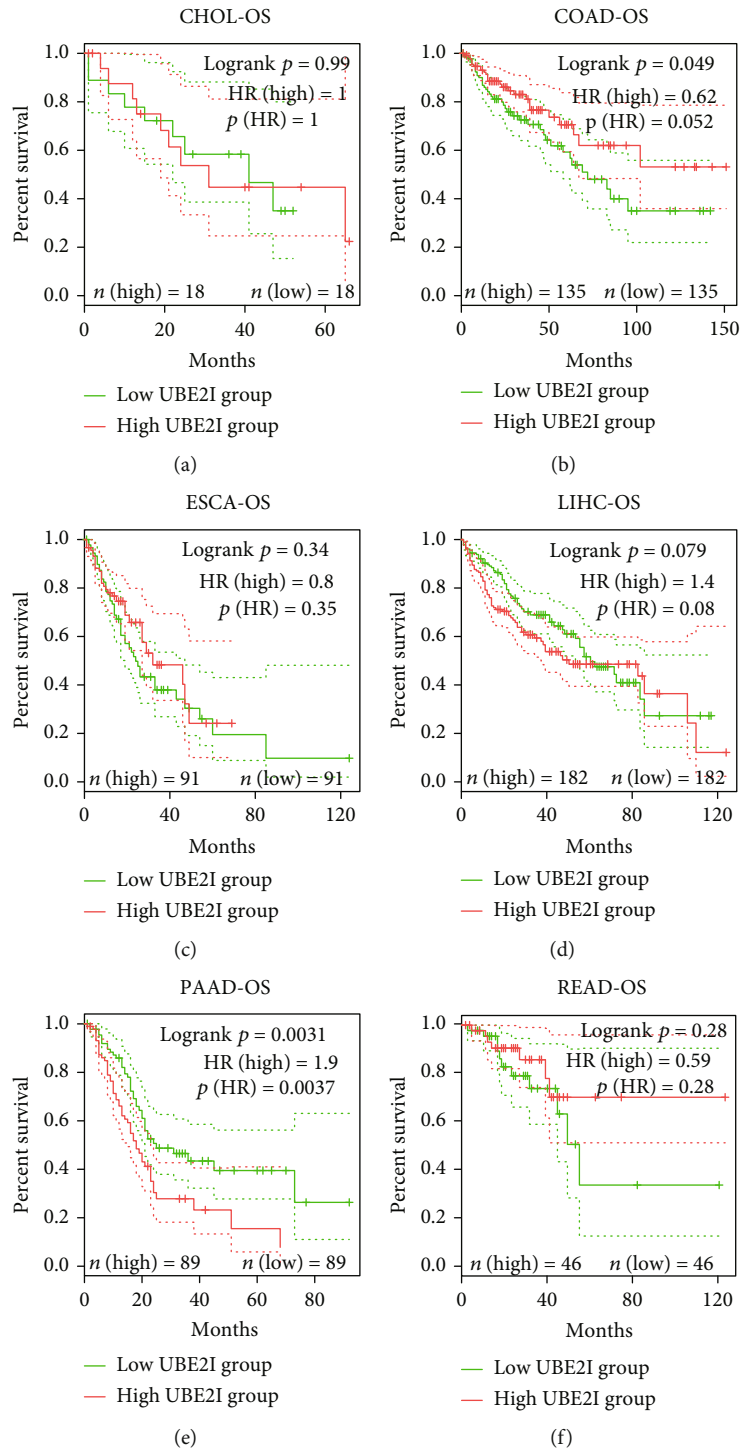 CHOL-OS
Percent survival
1.0
0.8
0.6
0.4
0.2
0.0
Logrank p = 0.99
HR (high) = 1
p (HR) = 1
n (high) = 18 n (low) = 18
0 20 40 60
Months
Low UBE2I group
High UBE2I group
(a)
COAD-OS
Percent survival
1.0
0.8
0.6
0.4
0.2
0.0
Logrank p = 0.049
HR (high) = 0.62
p (HR) = 0.052
n (high) = 135 n (low) = 135
0 50 100 150
Months
Low UBE2I group
High UBE2I group
(b)
ESCA-OS
Percent survival
1.0
0.8
0.6
0.4
0.2
0.0
Logrank p = 0.34
HR (high) = 0.8
p (HR) = 0.35
n (high) = 91 n (low) = 91
0 40 80 120
Months
Low UBE2I group
High UBE2I group
(c)
LIHC-OS
Percent survival
1.0
0.8
0.6
0.4
0.2
0.0
Logrank p = 0.079
HR (high) = 1.4
p (HR) = 0.08
n (high) = 182 n (low) = 182
0 40 80 120
Months
Low UBE2I group
High UBE2I group
(d)
PAAD-OS
Percent survival
1.0
0.8
0.6
0.4
0.2
0.0
Logrank p = 0.0031
HR (high) = 1.9
p (HR) = 0.0037
n (high) = 89 n (low) = 89
0 20 40 60 80
Months
Low UBE2I group
High UBE2I group
(e)
READ-OS
Percent survival
1.0
0.8
0.6
0.4
0.2
0.0
Logrank p = 0.28
HR (high) = 0.59
p (HR) = 0.28
n (high) = 46 n (low) = 46
0 40 80 120
Months
Low UBE2I group
High UBE2I group
(f)